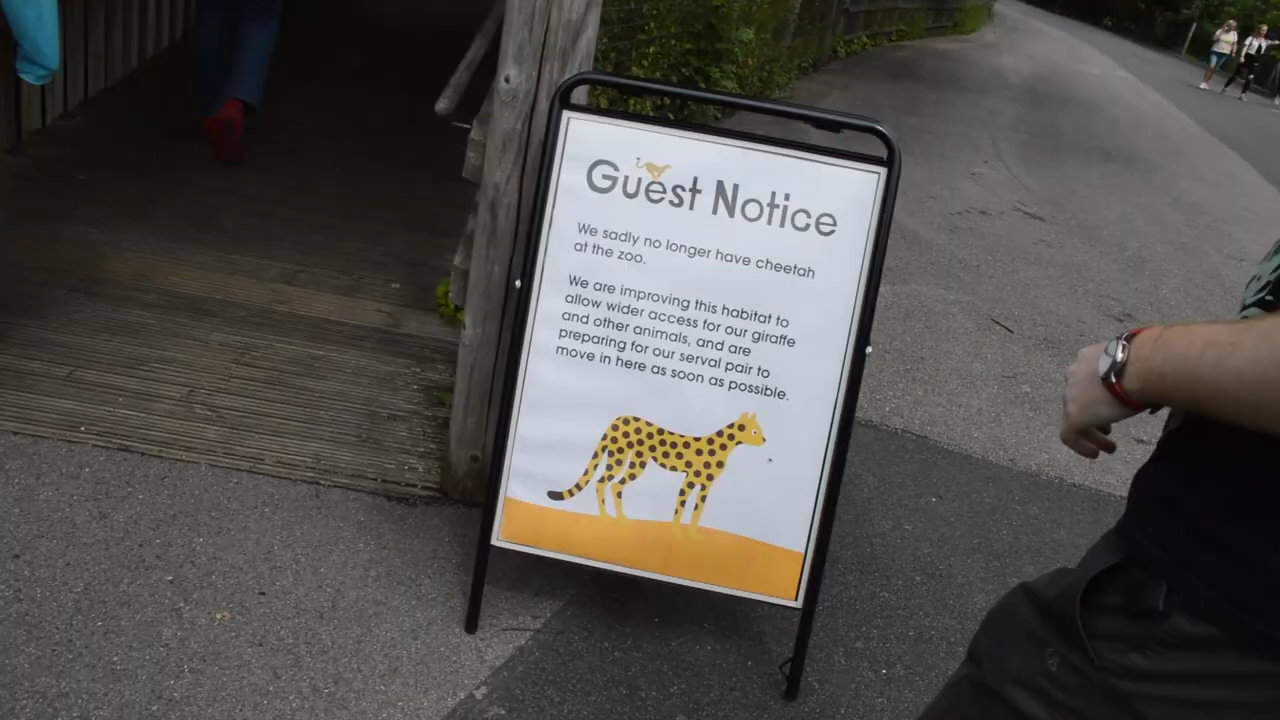 Guest Notice
We sadly no longer have cheetah
at the zoo.
We are improving this habitat to
allow wider access for our giraffe
and other animals, and are
preparing for our serval pair to
move in here as soon as possible.